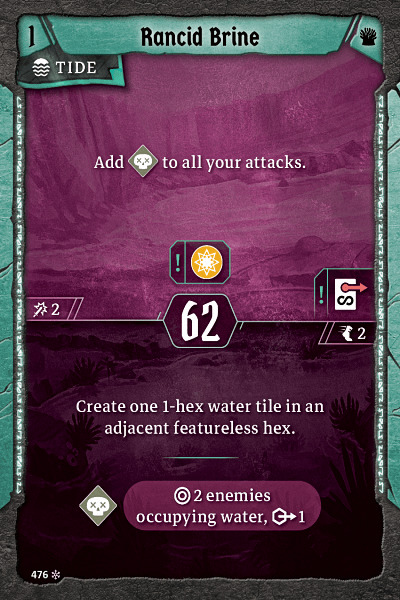 1 Rancid Brine
TIDE
Add to all your attacks.
!
! S
2
62
2
Create one 1-hex water tile in an
adjacent featureless hex.
2 enemies
occupying water, 1
476